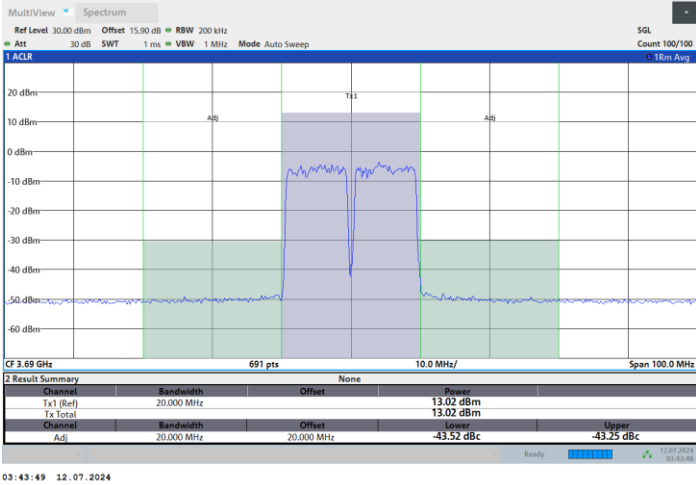 MultiView Spectrum
Ref Level 30.00 dBm Offset 15.90 dB RBW 200 kHz SGL
Att 30 dB SWT 1 ms VBW 1 MHz Mode Auto Sweep Count 100/100
1 ACLR 1Rm Avg
20 dBm
Tx1
10 dBm Adj Adj
0 dBm
-10 dBm
-20 dBm
-30 dBm
-40 dBm
-50 dBm
-60 dBm
CF 3.69 GHz 691 pts 10.0 MHz/ Span 100.0 MHz
2 Result Summary None
Channel Bandwidth Offset Power
Tx1 (Ref) 20.000 MHz 13.02 dBm
Tx Total 13.02 dBm
Channel Bandwidth Offset Lower Upper
Adj 20.000 MHz 20.000 MHz -43.52 dBc -43.25 dBc
Ready 12.07.2024
03:43:48
03:43:49 12.07.2024